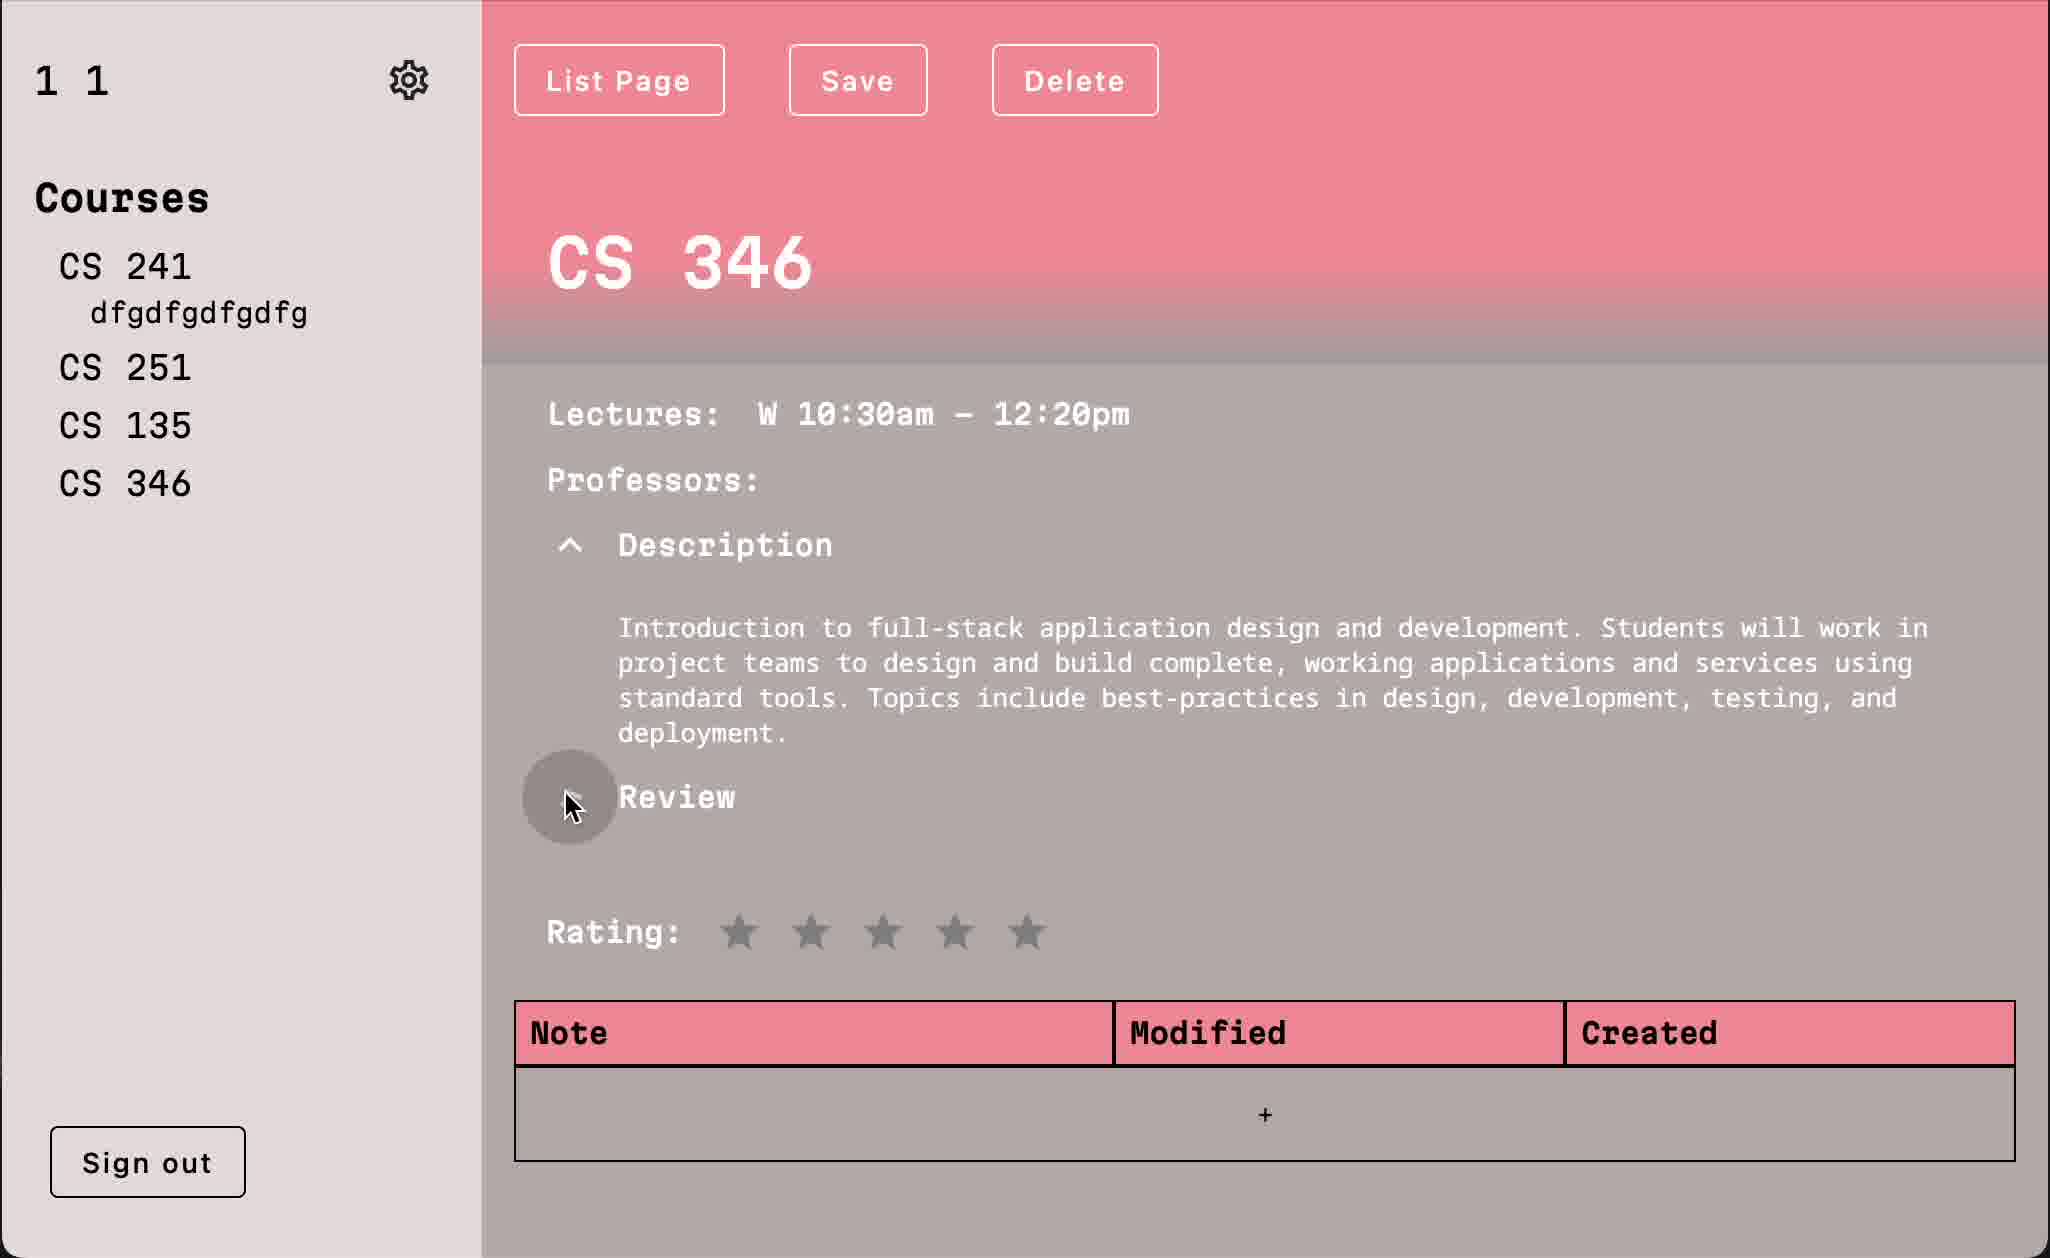 1 1
Courses
CS 241
dfgdfgdfgdfg
CS 251
CS 135
CS 346
Sign out
List Page
Save
Delete
CS 346
Lectures: W 10:30am – 12:20pm
Professors:
Description
Introduction to full-stack application design and development. Students will work in
project teams to design and build complete, working applications and services using
standard tools. Topics include best-practices in design, development, testing, and
deployment.
Review
Rating:
Note Modified Created
+